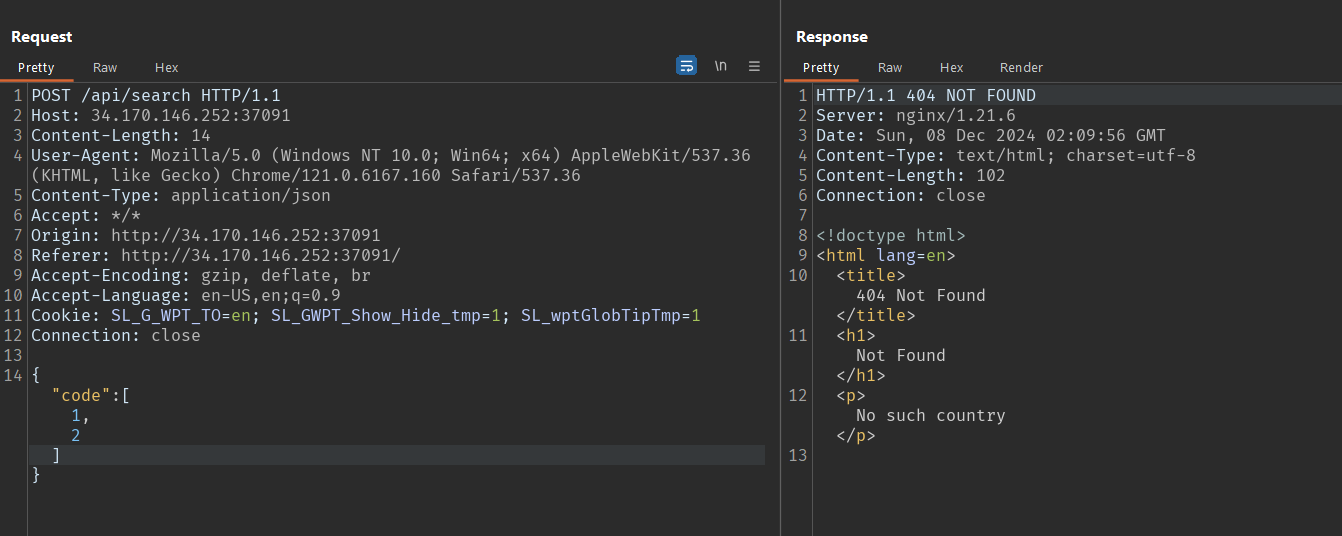 Request
Pretty Raw Hex \n
1 POST /api/search HTTP/1.1
2 Host: 34.170.146.252:37091
3 Content-Length: 14
4 User-Agent: Mozilla/5.0 (Windows NT 10.0; Win64; x64) AppleWebKit/537.36
(KHTML, like Gecko) Chrome/121.0.6167.160 Safari/537.36
5 Content-Type: application/json
6 Accept: */*
7 Origin: http://34.170.146.252:37091
8 Referer: http://34.170.146.252:37091/
9 Accept-Encoding: gzip, deflate, br
10 Accept-Language: en-US,en;q=0.9
11 Cookie: SL_G_WPT_TO=en; SL_GWPT_Show_Hide_tmp=1; SL_wptGlobTipTmp=1
12 Connection: close
13
14 {
"code":[
1,
2
]
}
Response
Pretty Raw Hex Render
1 HTTP/1.1 404 NOT FOUND
2 Server: nginx/1.21.6
3 Date: Sun, 08 Dec 2024 02:09:56 GMT
4 Content-Type: text/html; charset=utf-8
5 Content-Length: 102
6 Connection: close
7
8 <!doctype html>
9 <html lang=en>
10 <title>
404 Not Found
</title>
11 <h1>
Not Found
</h1>
12 <p>
No such country
</p>
13